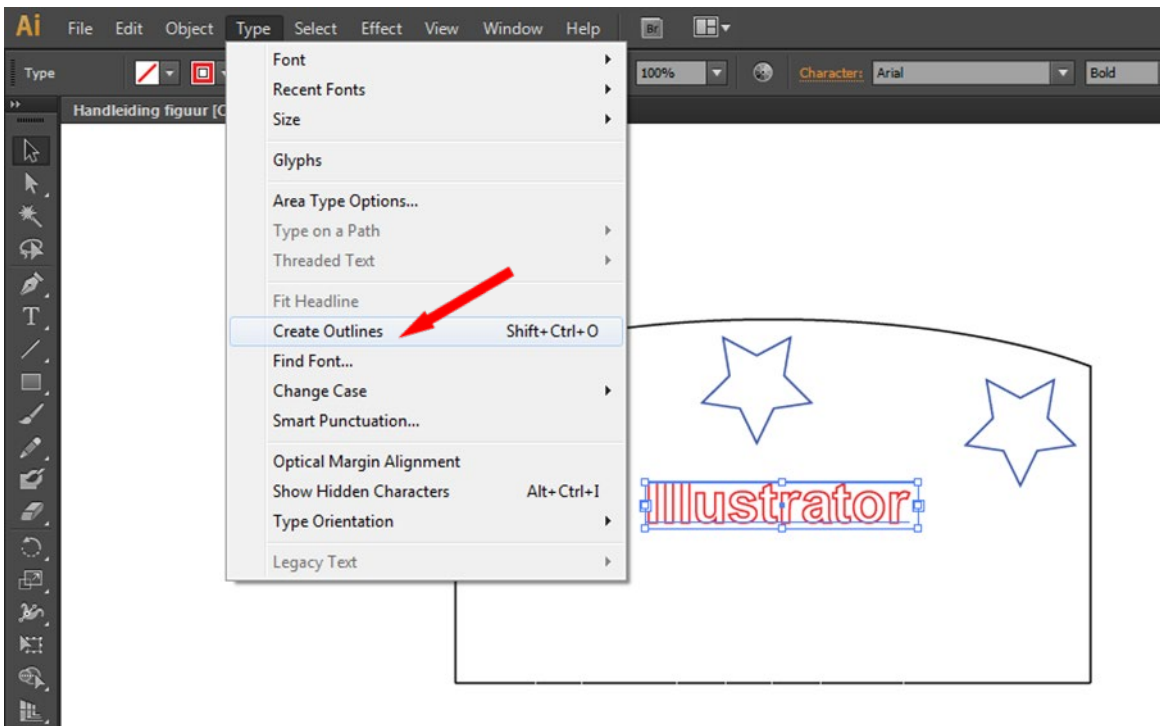 Ai File Edit Object Type Select Effect View Window Help Br
Type 100% Character: Arial Bold
Handleiding figuur [C
Font
Recent Fonts
Size
Glyphs
Area Type Options...
Type on a Path
Threaded Text
Fit Headline
Create Outlines Shift+Ctrl+O
Find Font...
Change Case
Smart Punctuation...
Optical Margin Alignment
Show Hidden Characters Alt+Ctrl+I
Type Orientation
Legacy Text
Illustrator